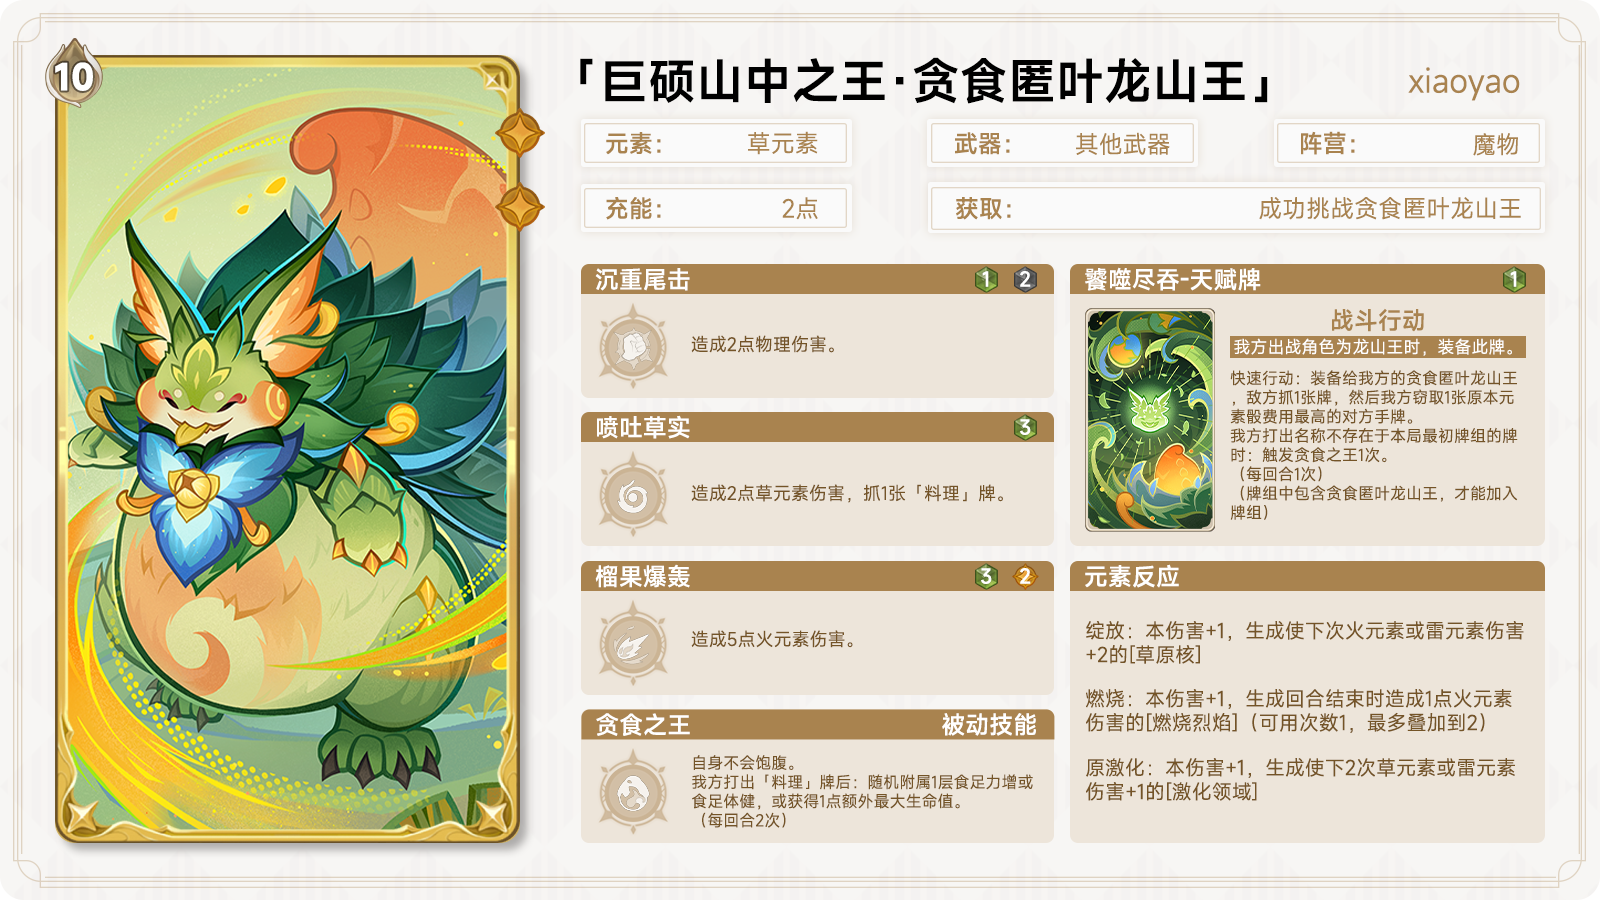 10
「巨硕山中之王·贪食匿叶龙山王」
xiaoyao
元素： 草元素
武器： 其他武器
阵营： 魔物
充能： 2点
获取： 成功挑战贪食匿叶龙山王
沉重尾击 1 2
造成2点物理伤害。
喷吐草实 3
造成2点草元素伤害，抓1张「料理」牌。
榴果爆轰 3 2
造成5点火元素伤害。
贪食之王 被动技能
自身不会饱腹。
我方打出「料理」牌后：随机附属1层食足力增或
食足体健，或获得1点额外最大生命值。
（每回合2次）
饕噬尽吞-天赋牌 1
战斗行动
我方出战角色为龙山王时，装备此牌。
快速行动：装备给我方的贪食匿叶龙山王
，敌方抓1张牌，然后我方窃取1张原本元
素骰费用最高的对方手牌。
我方打出名称不存在于本局最初牌组的牌
时：触发贪食之王1次。
（每回合1次）
（牌组中包含贪食匿叶龙山王，才能加入
牌组）
元素反应
绽放：本伤害+1，生成使下次火元素或雷元素伤害
+2的[草原核]
燃烧：本伤害+1，生成回合结束时造成1点火元素
伤害的[燃烧烈焰]（可用次数1，最多叠加到2）
原激化：本伤害+1，生成使下2次草元素或雷元素
伤害+1的[激化领域]